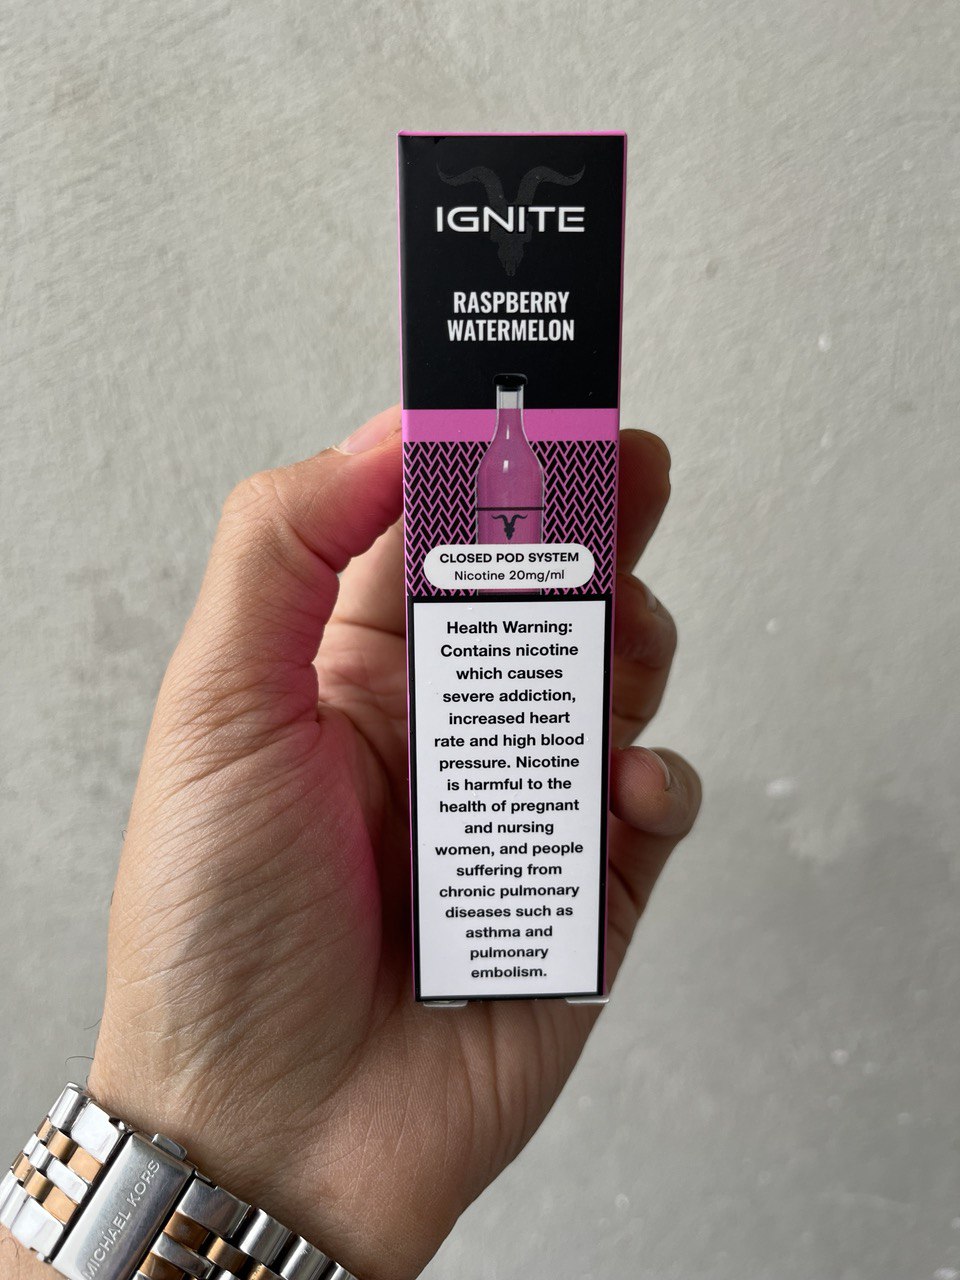 IGNITE
RASPBERRY
WATERMELON
CLOSED POD SYSTEM
Nicotine 20mg/ml
Health Warning:
Contains nicotine
which causes
severe addiction,
increased heart
rate and high blood
pressure. Nicotine
is harmful to the
health of pregnant
and nursing
women, and people
suffering from
chronic pulmonary
diseases such as
asthma and
pulmonary
embolism.
MICHAEL KORS